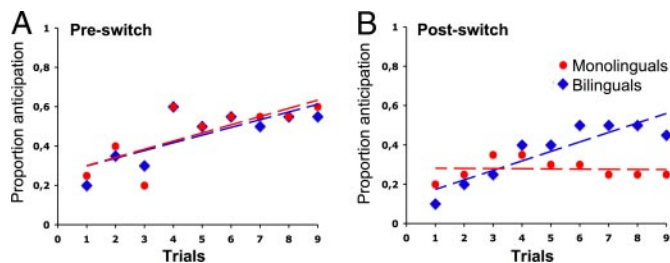 A
Pre-switch
Proportion anticipation
1
0,8
0,6
0,4
0,2
0
0 1 2 3 4 5 6 7 8 9
Trials
B
Post-switch
Monolinguals
Bilinguals
Proportion anticipation
1
0,8
0,6
0,4
0,2
0
0 1 2 3 4 5 6 7 8 9
Trials